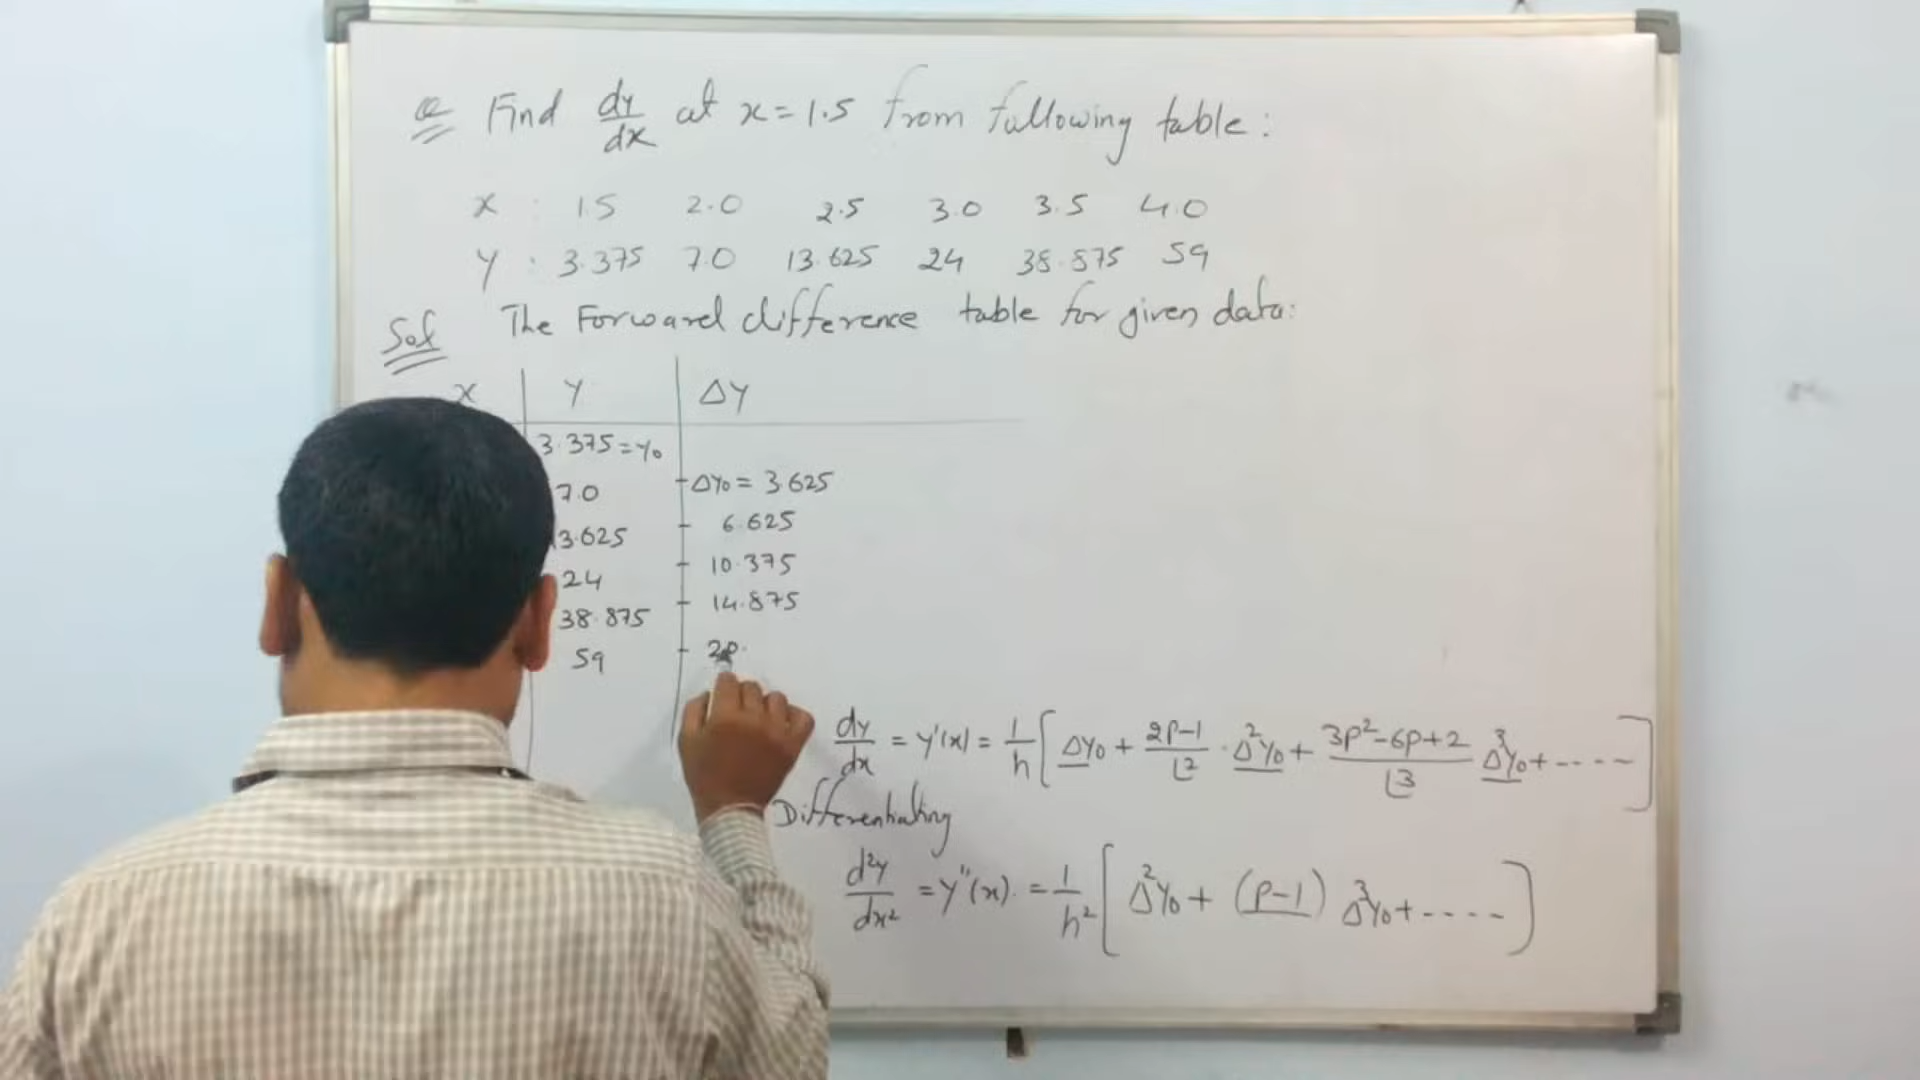 Q Find dy/dx at x = 1.5 from following table:
x : 1.5 2.0 2.5 3.0 3.5 4.0
y : 3.375 7.0 13.625 24 38.875 59
Sol The Forward difference table for given data:
x y Δy
3.375 = y₀
Δy₀ = 3.625
7.0
6.625
3.625
10.375
24
14.875
38.875
20.
59
dy/dx = y'(x) = 1/h [Δy₀ + 2p-1/⌊2 · Δ²y₀ + 3p²-6p+2/⌊3 Δ³y₀ + -----]
Differentiating
d²y/dx² = y''(x). = 1/h² [Δ²y₀ + (p-1) Δ³y₀ + -----]